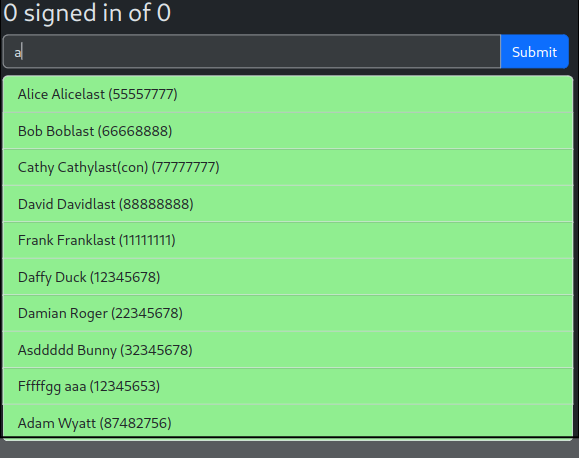 0 signed in of 0
a
Submit
Alice Alicelast (55557777)
Bob Boblast (66668888)
Cathy Cathylast(con) (77777777)
David Davidlast (88888888)
Frank Franklast (11111111)
Daffy Duck (12345678)
Damian Roger (22345678)
Asddddd Bunny (32345678)
Fffffgg aaa (12345653)
Adam Wyatt (87482756)